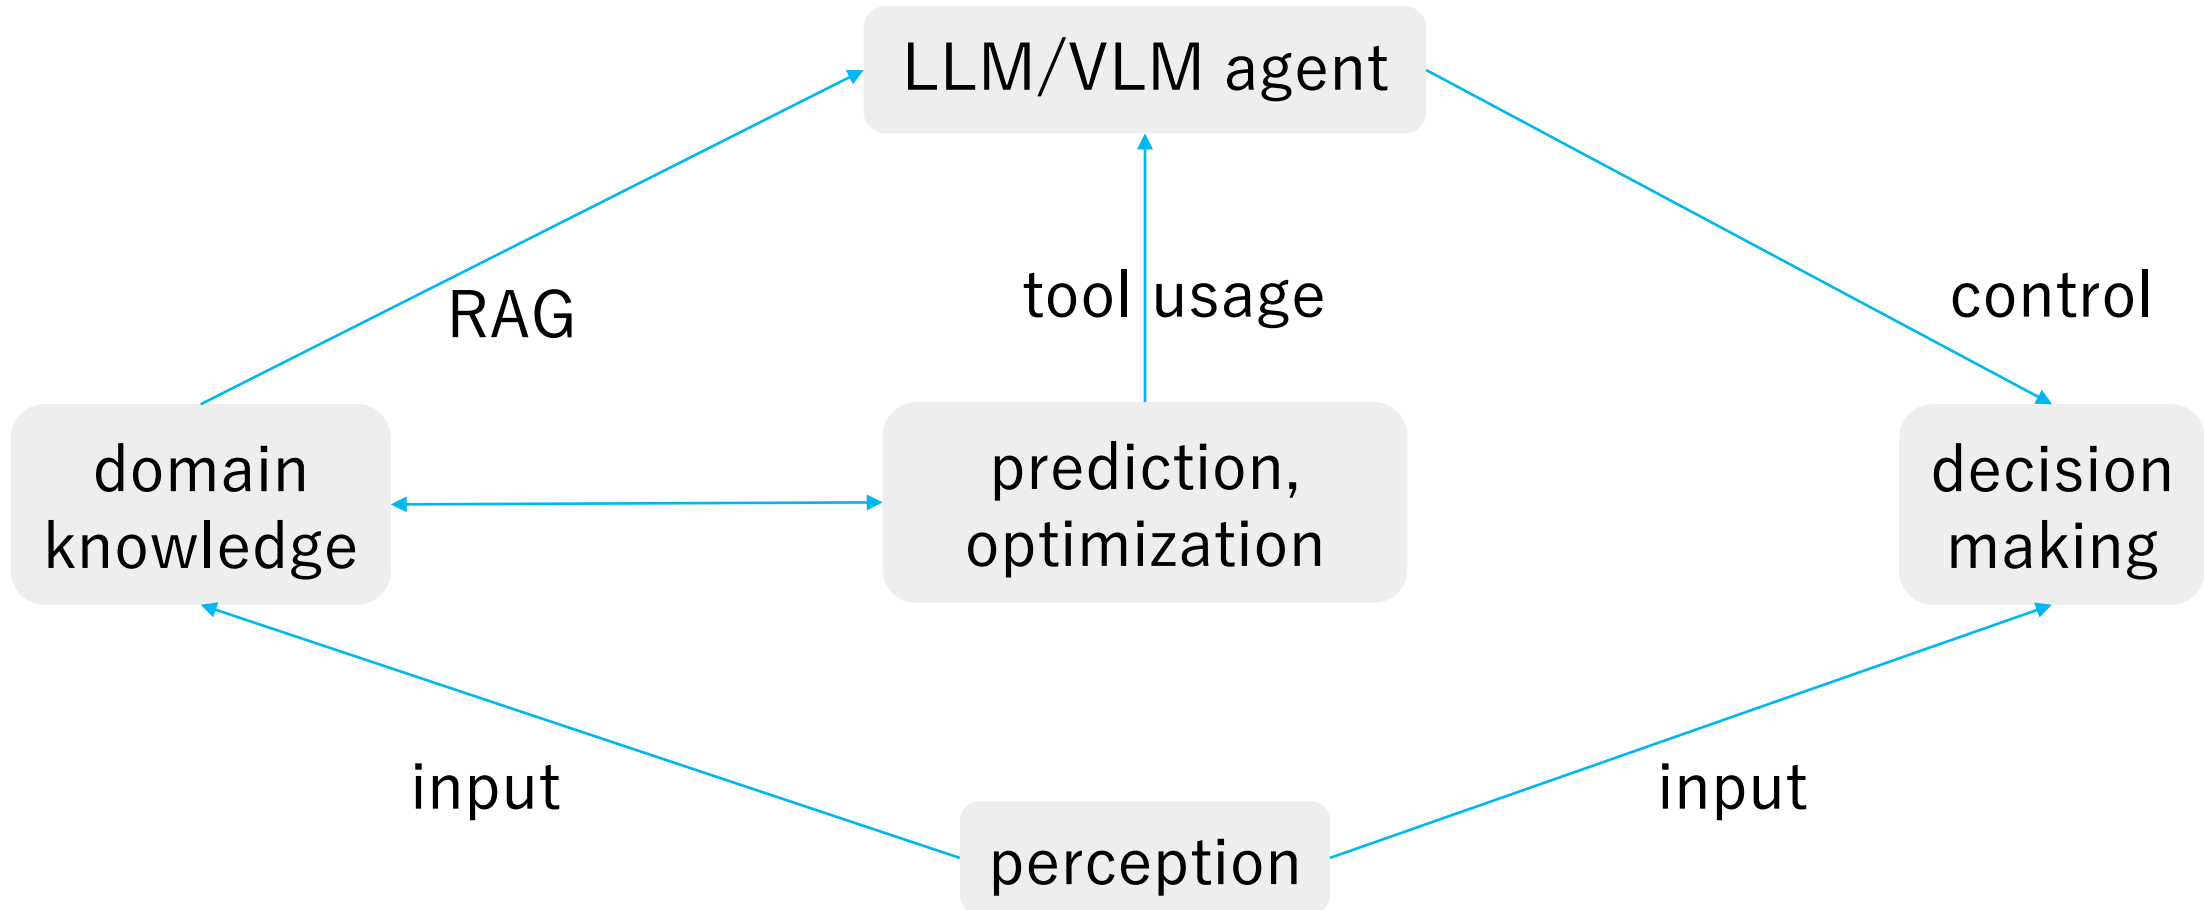 LLM/VLM agent
RAG
tool usage
control
domain
knowledge
prediction,
optimization
decision
making
input
input
perception